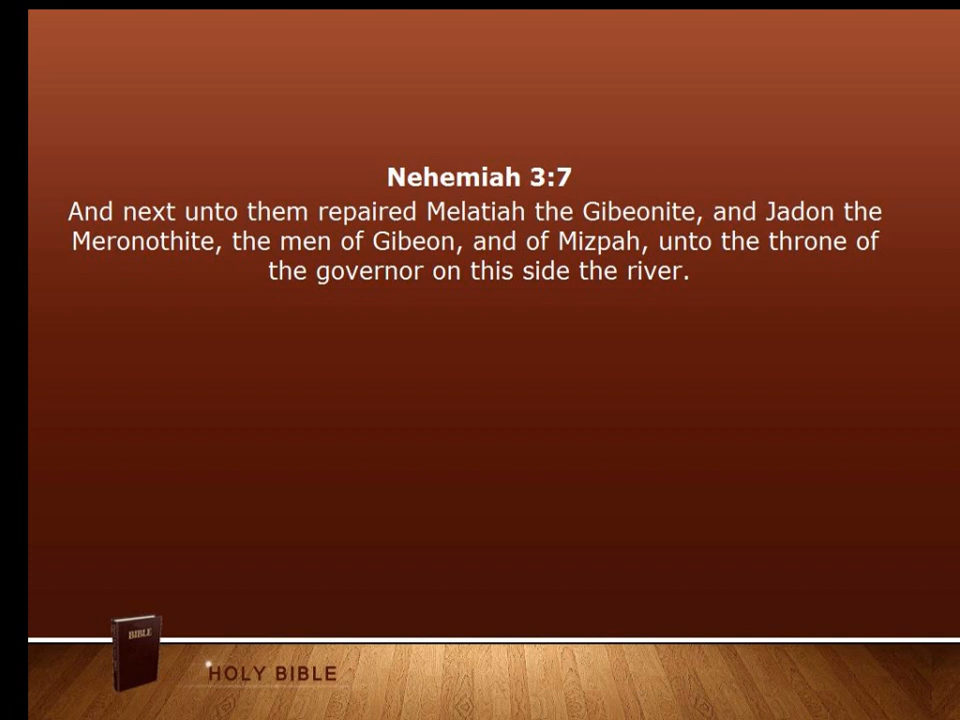 Nehemiah 3:7
And next unto them repaired Melatiah the Gibeonite, and Jadon the
Meronothite, the men of Gibeon, and of Mizpah, unto the throne of
the governor on this side the river.
BIBLE
HOLY BIBLE